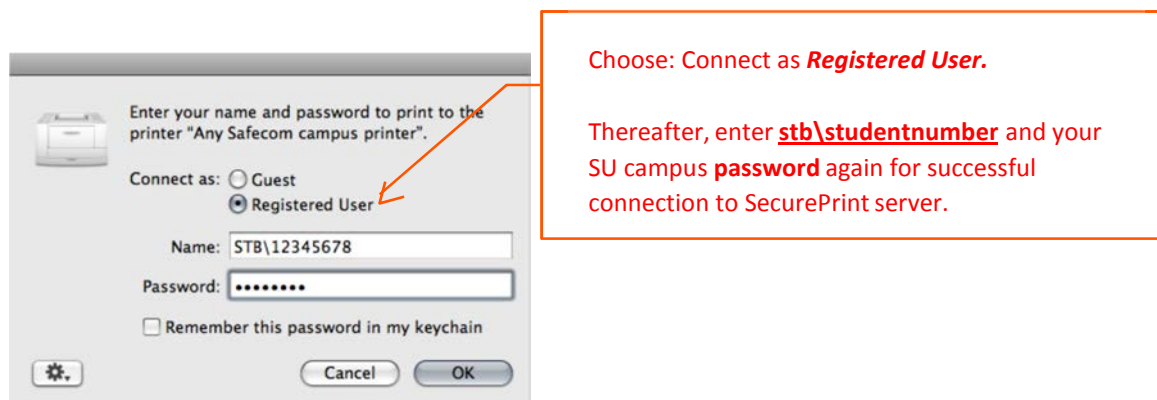 Enter your name and password to print to the
printer "Any Safecom campus printer".
Connect as: Guest
Registered User
Name: STB\12345678
Password: ••••••••
Remember this password in my keychain
Cancel OK
Choose: Connect as Registered User.
Thereafter, enter stb\studentnumber and your
SU campus password again for successful
connection to SecurePrint server.